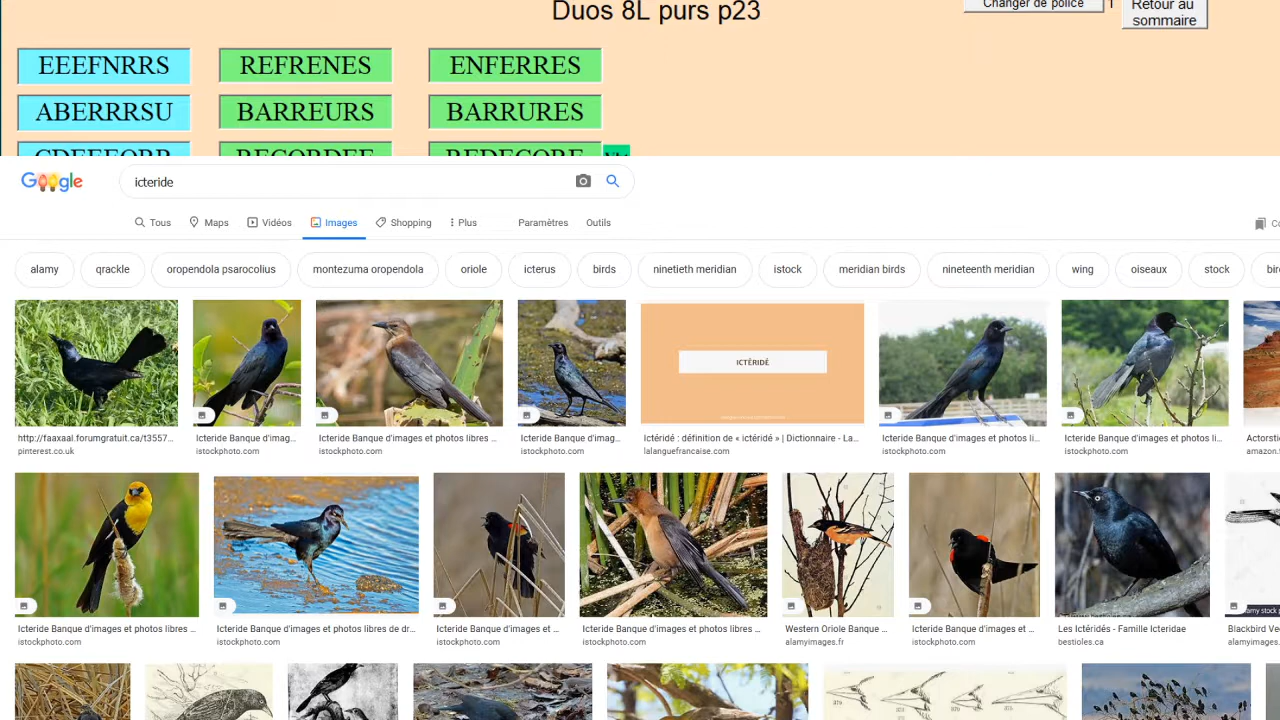 Duos 8L purs p23
Changer de police
1
Retour au
sommaire
EEEFNRRS REFRENES ENFERRES
ABERRRSU BARREURS BARRURES
Google
icteride
Tous Maps Vidéos Images Shopping Plus Paramètres Outils
alamy qrackle oropendola psarocolius montezuma oropendola oriole icterus birds ninetieth meridian istock meridian birds nineteenth meridian wing oiseaux stock
ICTÉRIDÉ
http://faaxaal.forumgratuit.ca/t3557... Icteride Banque d'imag... Icteride Banque d'images et photos libres ... Icteride Banque d'imag... Ictéridé : définition de « ictéridé » | Dictionnaire - La... Icteride Banque d'images et photos li... Icteride Banque d'images et photos li... Actorsti
pinterest.co.uk istockphoto.com istockphoto.com istockphoto.com lalanguefrancaise.com istockphoto.com istockphoto.com amazon.f
Icteride Banque d'images et photos libres ... Icteride Banque d'images et photos libres de dr... Icteride Banque d'images et ... Icteride Banque d'images et photos libres ... Western Oriole Banque ... Icteride Banque d'images et ... Les Ictéridés - Famille Icteridae Blackbird Ve
istockphoto.com istockphoto.com istockphoto.com istockphoto.com alamyimages.fr istockphoto.com bestioles.ca alamyimages.